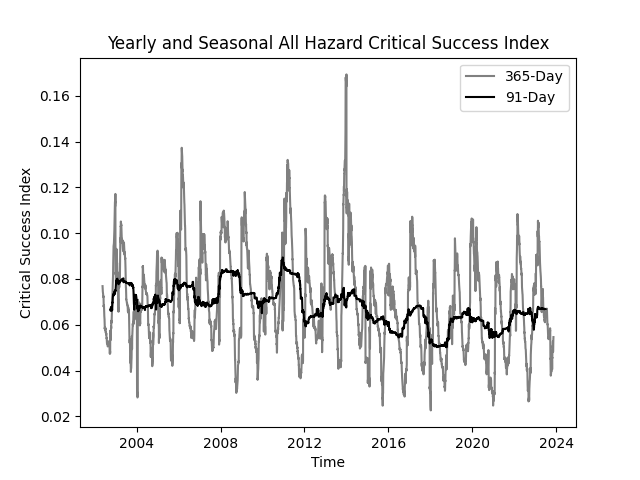 Yearly and Seasonal All Hazard Critical Success Index
365-Day
91-Day
0.16
0.14
0.12
0.10
0.08
0.06
0.04
0.02
Critical Success Index
2004
2008
2012
2016
2020
2024
Time